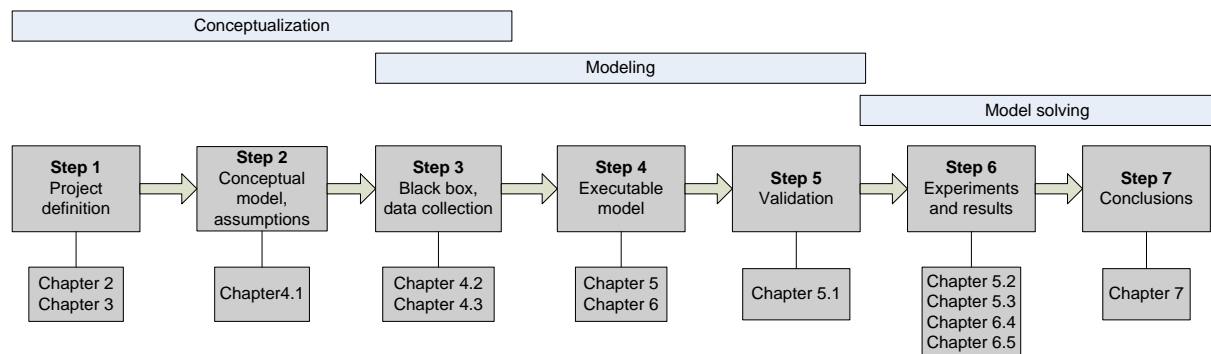 Conceptualization
Modeling
Model solving
Step 1
Project
definition
Step 2
Conceptual
model,
assumptions
Step 3
Black box,
data collection
Step 4
Executable
model
Step 5
Validation
Step 6
Experiments
and results
Step 7
Conclusions
Chapter 2
Chapter 3
Chapter4.1
Chapter 4.2
Chapter 4.3
Chapter 5
Chapter 6
Chapter 5.1
Chapter 5.2
Chapter 5.3
Chapter 6.4
Chapter 6.5
Chapter 7